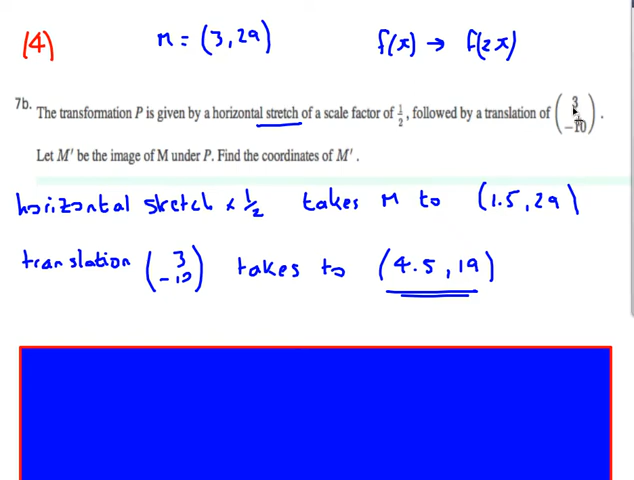 (4) M = (3, 29) f(x) → f(2x)
7b. The transformation P is given by a horizontal stretch of a scale factor of 1/2, followed by a translation of (3 -10).
Let M′ be the image of M under P. Find the coordinates of M′.
horizontal stretch x 1/2 takes M to (1.5, 29)
translation (3 -10) takes to (4.5, 19)